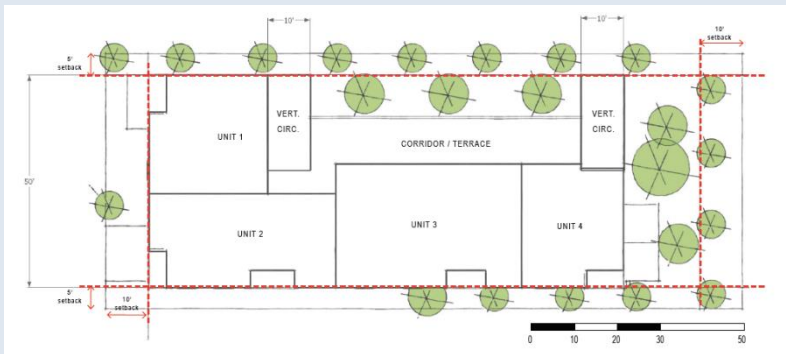 10'
10'
10'
setback
5'
setback
VERT.
CIRC.
VERT.
CIRC.
UNIT 1
CORRIDOR / TERRACE
50'
UNIT 2
UNIT 3
UNIT 4
5'
setback
10'
setback
0 10 20 30 50